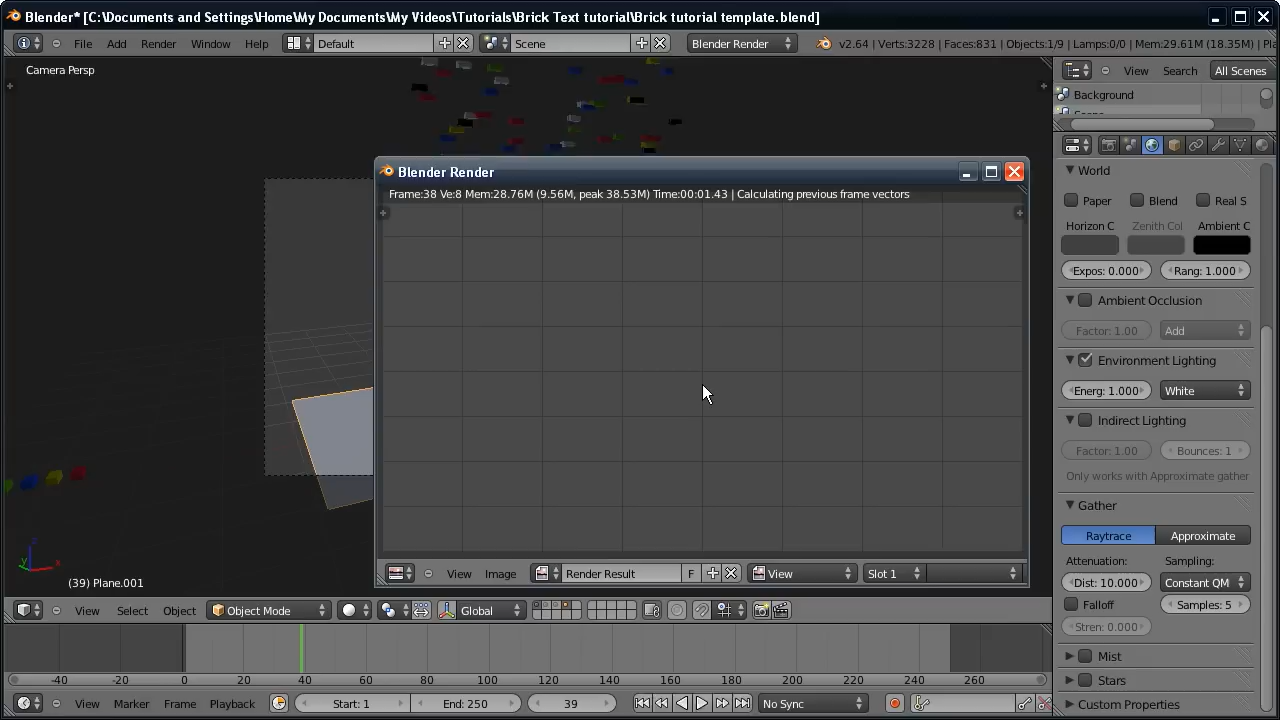 Blender* [C:\Documents and Settings\Home\My Documents\My Videos\Tutorials\Brick Text tutorial\Brick tutorial template.blend]
File Add Render Window Help Default Scene Blender Render v2.64 | Verts:3228 | Faces:831 | Objects:1/9 | Lamps:0/0 | Mem:29.61M (18.35M) |
Camera Persp
View Search All Scenes
Background
World
Paper Blend Real S
Horizon C Zenith Col Ambient C
Expos: 0.000 Rang: 1.000
Ambient Occlusion
Factor: 1.00 Add
Environment Lighting
Energ: 1.000 White
Indirect Lighting
Factor: 1.00 Bounces: 1
Only works with Approximate gather
Gather
Raytrace Approximate
Attenuation: Sampling:
Dist: 10.000 Constant QM
Falloff Samples: 5
Stren: 0.000
Mist
Stars
Custom Properties
Blender Render
Frame:38 Ve:8 Mem:28.76M (9.56M, peak 38.53M) Time:00:01.43 | Calculating previous frame vectors
View Image Render Result F View Slot 1
z
y x
(39) Plane.001
View Select Object Object Mode Global
-40 -20 0 20 40 60 80 100 120 140 160 180 200 220 240 260
View Marker Frame Playback Start: 1 End: 250 39 No Sync